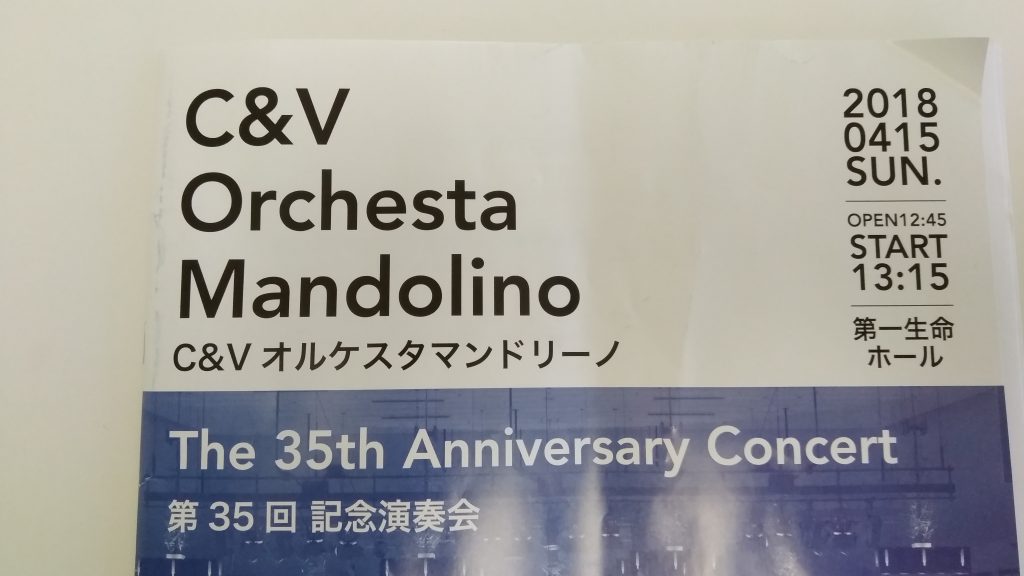 C&V
Orchesta
Mandolino
C&V オルケスタマンドリーノ
2018
0415
SUN.
OPEN12:45
START
13:15
第一生命
ホール
The 35th Anniversary Concert
第35回 記念演奏会